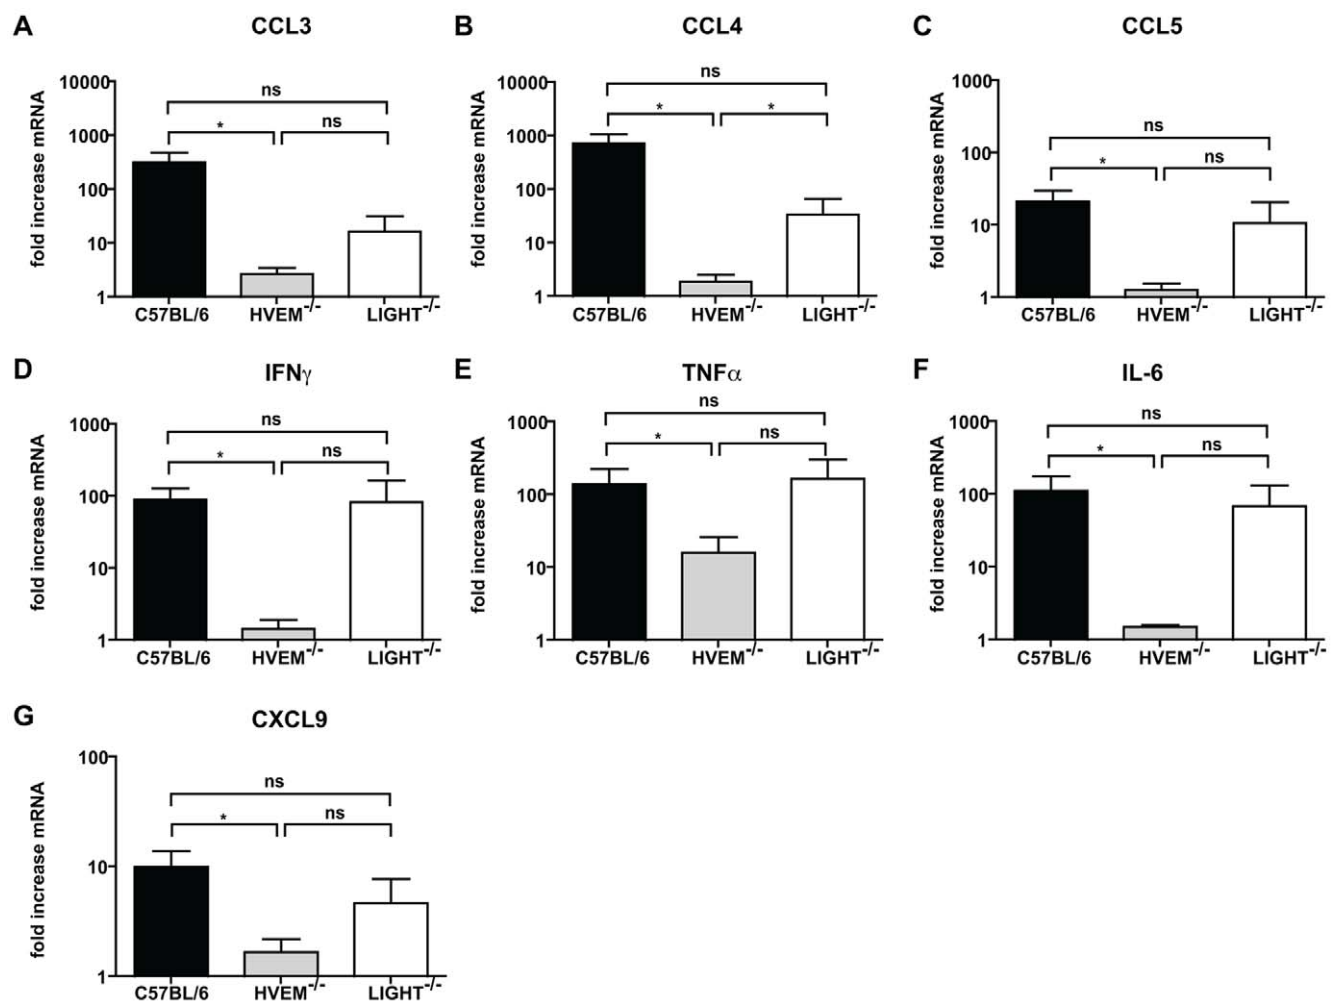 A CCL3
fold increase mRNA
10000
1000
100
10
1
ns
* ns
C57BL/6 HVEM-/- LIGHT-/-
B CCL4
fold increase mRNA
10000
1000
100
10
1
ns
* *
C57BL/6 HVEM-/- LIGHT-/-
C CCL5
fold increase mRNA
1000
100
10
1
ns
* ns
C57BL/6 HVEM-/- LIGHT-/-
D IFNγ
fold increase mRNA
1000
100
10
1
ns
* ns
C57BL/6 HVEM-/- LIGHT-/-
E TNFα
fold increase mRNA
1000
100
10
1
ns
* ns
C57BL/6 HVEM-/- LIGHT-/-
F IL-6
fold increase mRNA
1000
100
10
1
ns
* ns
C57BL/6 HVEM-/- LIGHT-/-
G CXCL9
fold increase mRNA
100
10
1
ns
* ns
C57BL/6 HVEM-/- LIGHT-/-